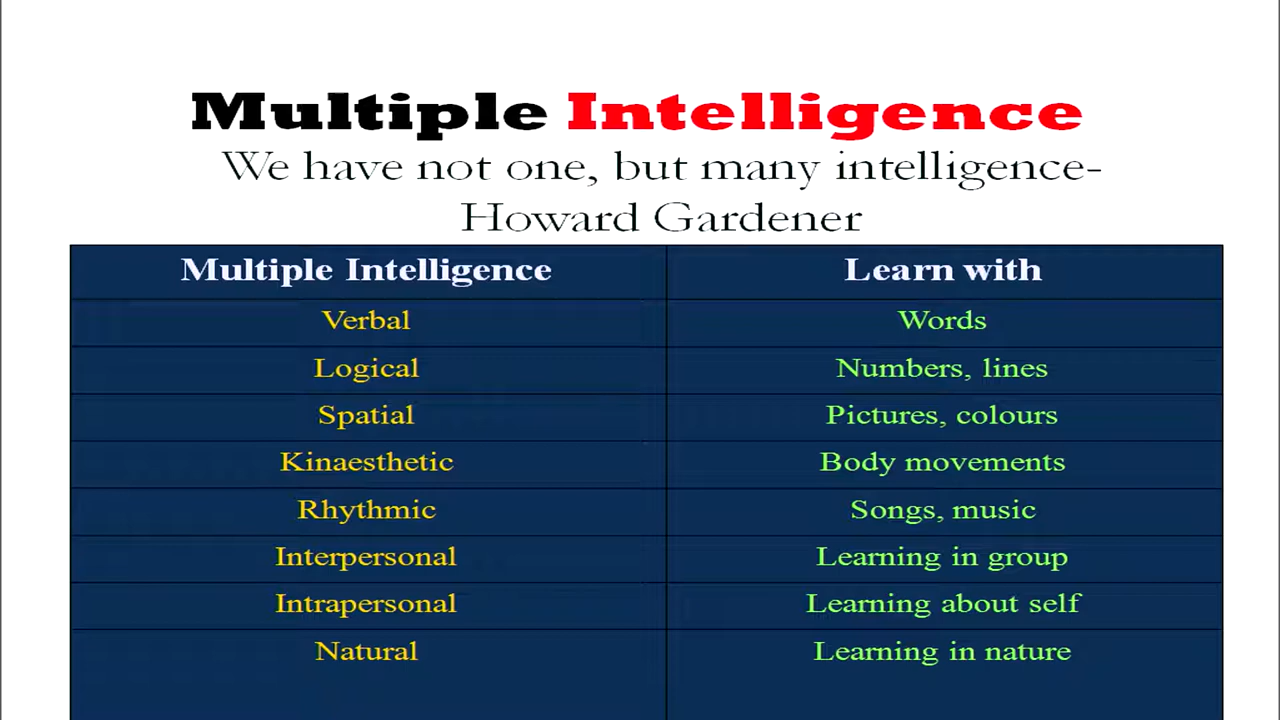 Multiple Intelligence
We have not one, but many intelligence-
Howard Gardener
Multiple Intelligence Learn with
Verbal Words
Logical Numbers, lines
Spatial Pictures, colours
Kinaesthetic Body movements
Rhythmic Songs, music
Interpersonal Learning in group
Intrapersonal Learning about self
Natural Learning in nature